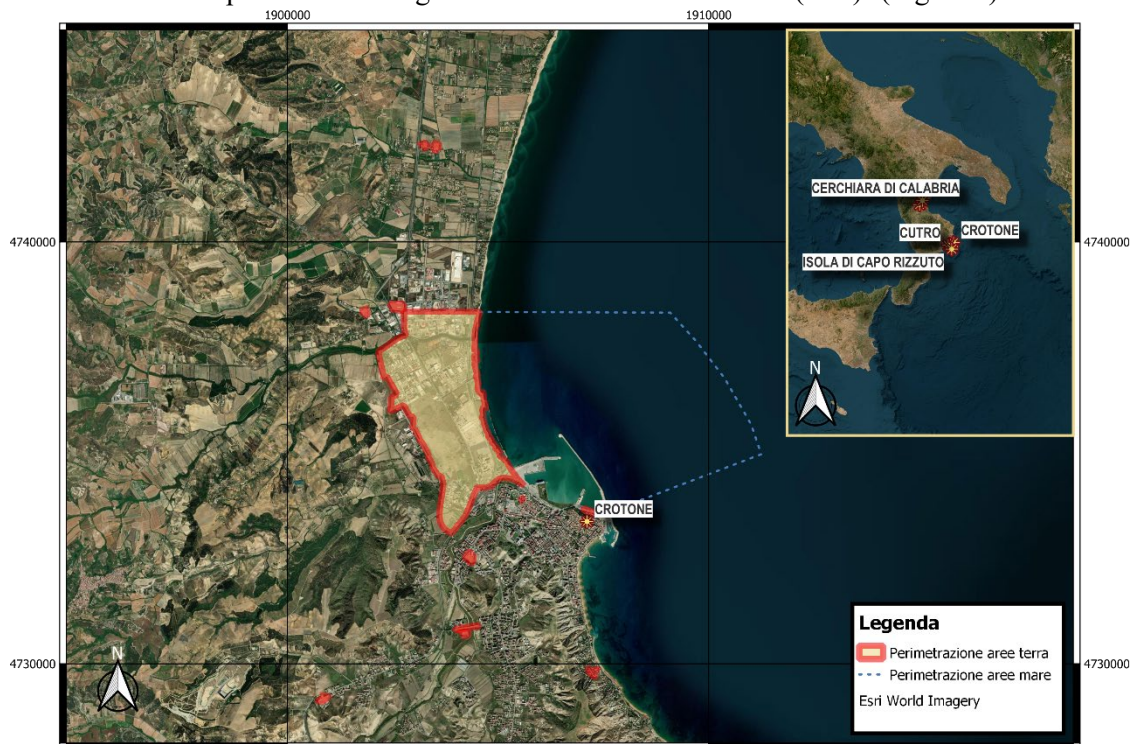 1900000
1910000
CERCHIARA DI CALABRIA
CUTRO
CROTONE
ISOLA DI CAPO RIZZUTO
N
4740000
4740000
CROTONE
Legenda
Perimetrazione aree terra
Perimetrazione aree mare
Esri World Imagery
N
4730000
4730000